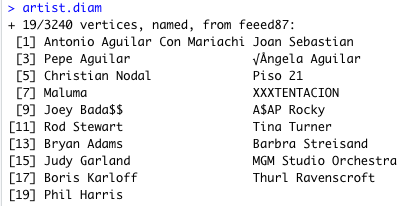 > artist.diam
+ 19/3240 vertices, named, from feeed87:
[1] Antonio Aguilar Con Mariachi Joan Sebastian
[3] Pepe Aguilar √Ångela Aguilar
[5] Christian Nodal Piso 21
[7] Maluma XXXTENTACION
[9] Joey Bada$$ A$AP Rocky
[11] Rod Stewart Tina Turner
[13] Bryan Adams Barbra Streisand
[15] Judy Garland MGM Studio Orchestra
[17] Boris Karloff Thurl Ravenscroft
[19] Phil Harris